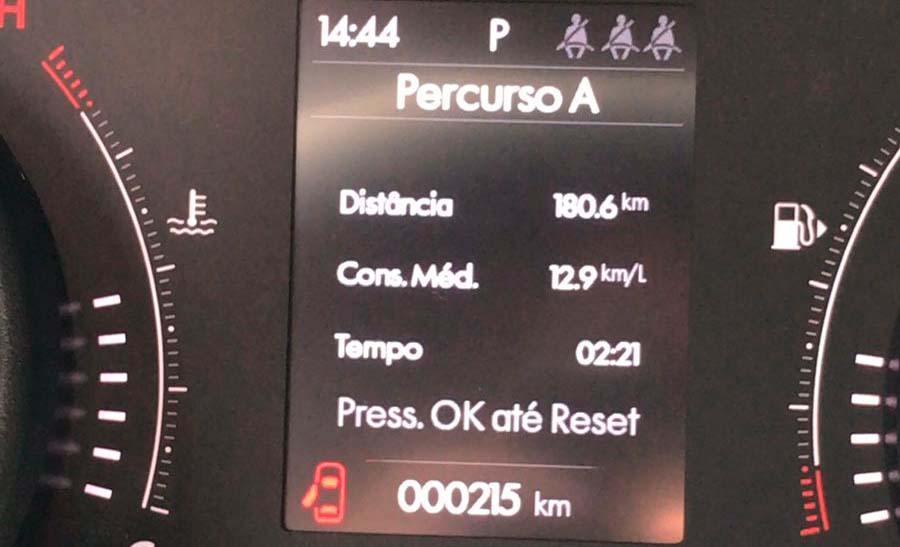 H
14:44 P
Percurso A
Distância 180.6 km
Cons. Méd. 12.9 km/L
Tempo 02:21
Press. OK até Reset
000215 km